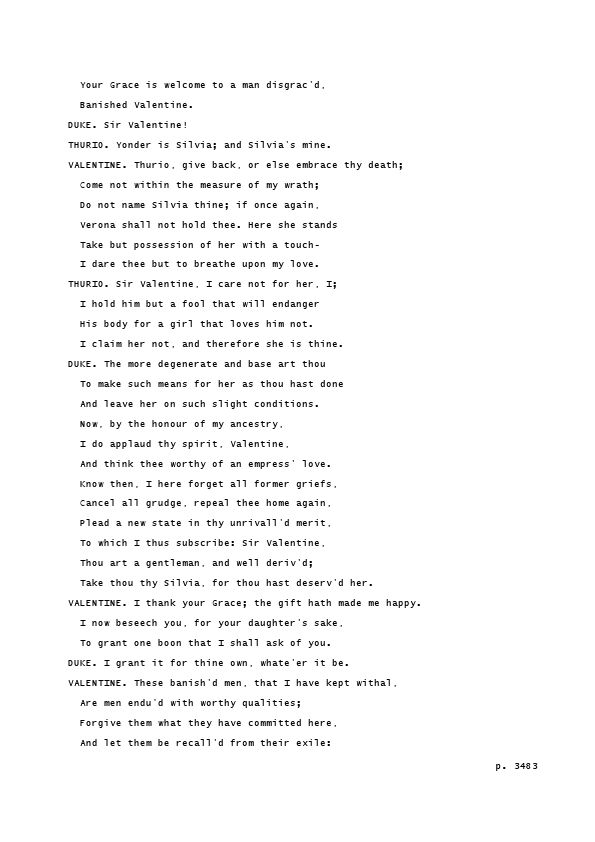 Your Grace is welcome to a man disgrac'd,
Banished Valentine.
DUKE. Sir Valentine!
THURIO. Yonder is Silvia; and Silvia's mine.
VALENTINE. Thurio, give back, or else embrace thy death;
Come not within the measure of my wrath;
Do not name Silvia thine; if once again,
Verona shall not hold thee. Here she stands
Take but possession of her with a touch-
I dare thee but to breathe upon my love.
THURIO. Sir Valentine, I care not for her, I;
I hold him but a fool that will endanger
His body for a girl that loves him not.
I claim her not, and therefore she is thine.
DUKE. The more degenerate and base art thou
To make such means for her as thou hast done
And leave her on such slight conditions.
Now, by the honour of my ancestry,
I do applaud thy spirit, Valentine,
And think thee worthy of an empress' love.
Know then, I here forget all former griefs,
Cancel all grudge, repeal thee home again,
Plead a new state in thy unrivall'd merit,
To which I thus subscribe: Sir Valentine,
Thou art a gentleman, and well deriv'd;
Take thou thy Silvia, for thou hast deserv'd her.
VALENTINE. I thank your Grace; the gift hath made me happy.
I now beseech you, for your daughter's sake,
To grant one boon that I shall ask of you.
DUKE. I grant it for thine own, whate'er it be.
VALENTINE. These banish'd men, that I have kept withal,
Are men endu'd with worthy qualities;
Forgive them what they have committed here,
And let them be recall'd from their exile:
p. 3483